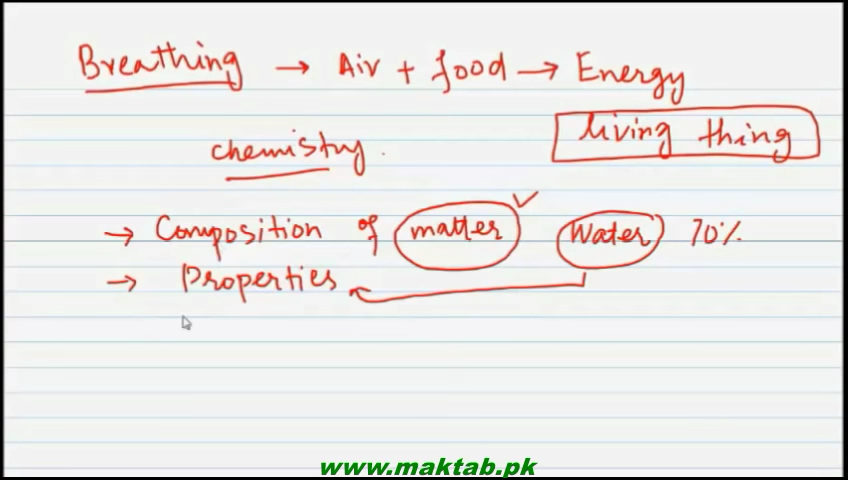 Breathing → Air + food → Energy
living thing
chemistry.
→ Composition of matter ✓ Water 70%
→ Properties
www.maktab.pk